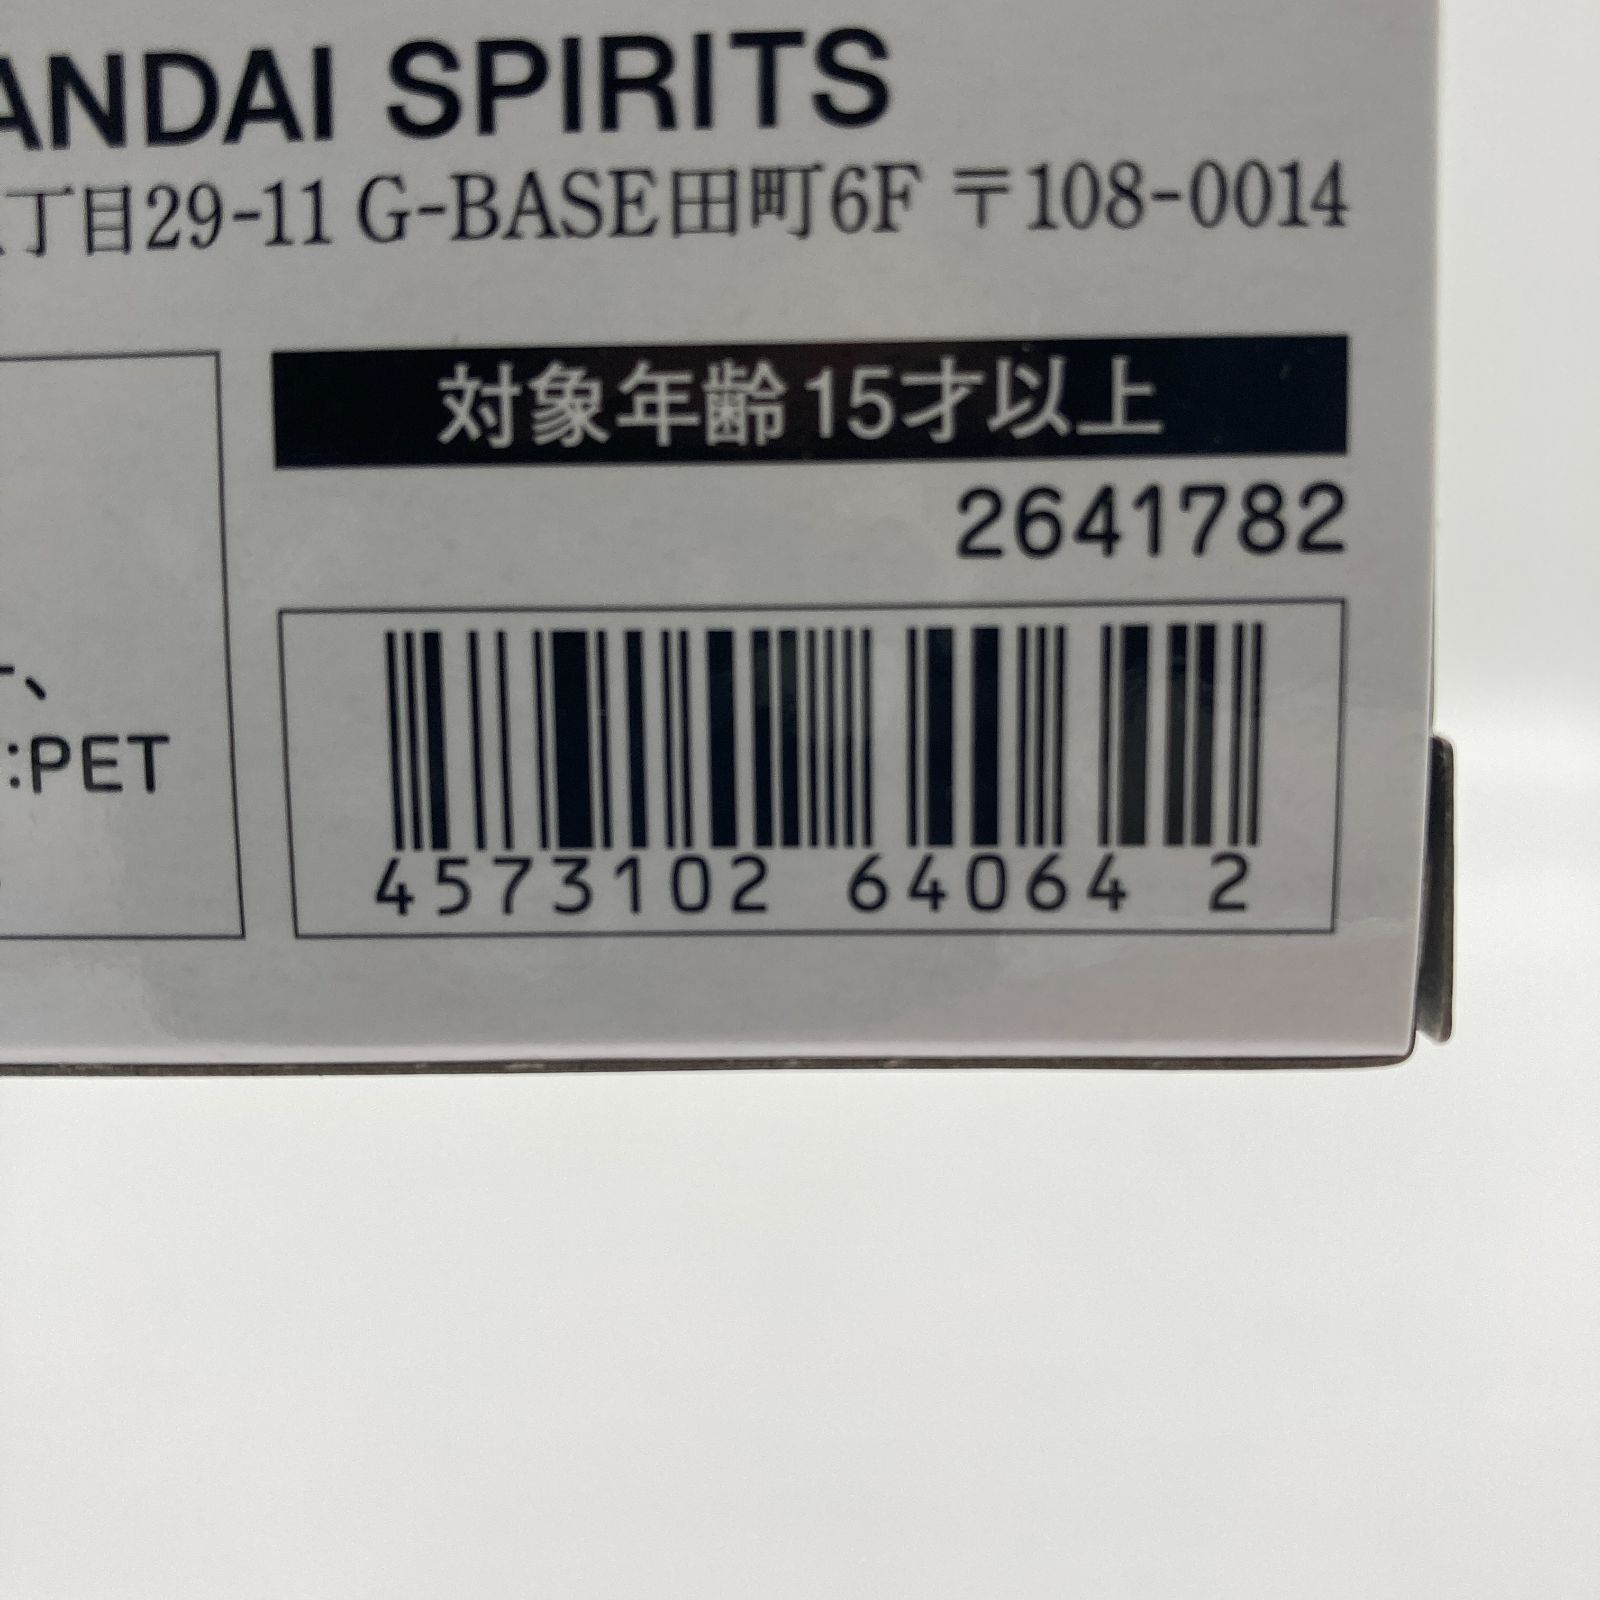 ANDAI SPIRITS
丁目29-11 G-BASE田町6F 〒108-0014
対象年齢15才以上
2641782
、
:PET
4573102 64064 2